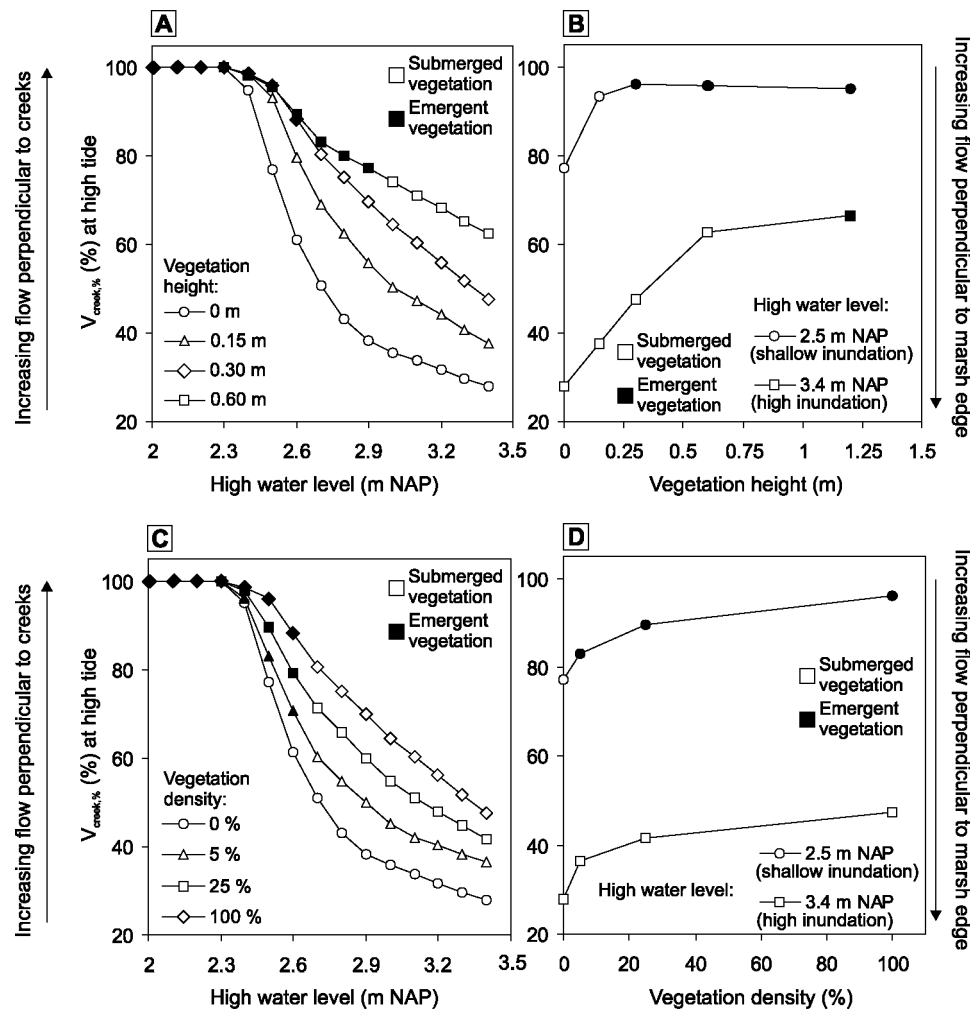 A
Increasing flow perpendicular to creeks
V creek,% (%) at high tide
100
80
60
40
20
Submerged
vegetation
Emergent
vegetation
Vegetation
height:
0 m
0.15 m
0.30 m
0.60 m
2
2.3
2.6
2.9
3.2
3.5
High water level (m NAP)
B
100
80
60
40
20
High water level:
2.5 m NAP
(shallow inundation)
3.4 m NAP
(high inundation)
Submerged
vegetation
Emergent
vegetation
0
0.25
0.5
0.75
1
1.25
1.5
Vegetation height (m)
Increasing flow perpendicular to marsh edge
C
Increasing flow perpendicular to creeks
V creek,% (%) at high tide
100
80
60
40
20
Submerged
vegetation
Emergent
vegetation
Vegetation
density:
0 %
5 %
25 %
100 %
2
2.3
2.6
2.9
3.2
3.5
High water level (m NAP)
D
100
80
60
40
20
Submerged
vegetation
Emergent
vegetation
High water level:
2.5 m NAP
(shallow inundation)
3.4 m NAP
(high inundation)
0
20
40
60
80
100
Vegetation density (%)
Increasing flow perpendicular to marsh edge